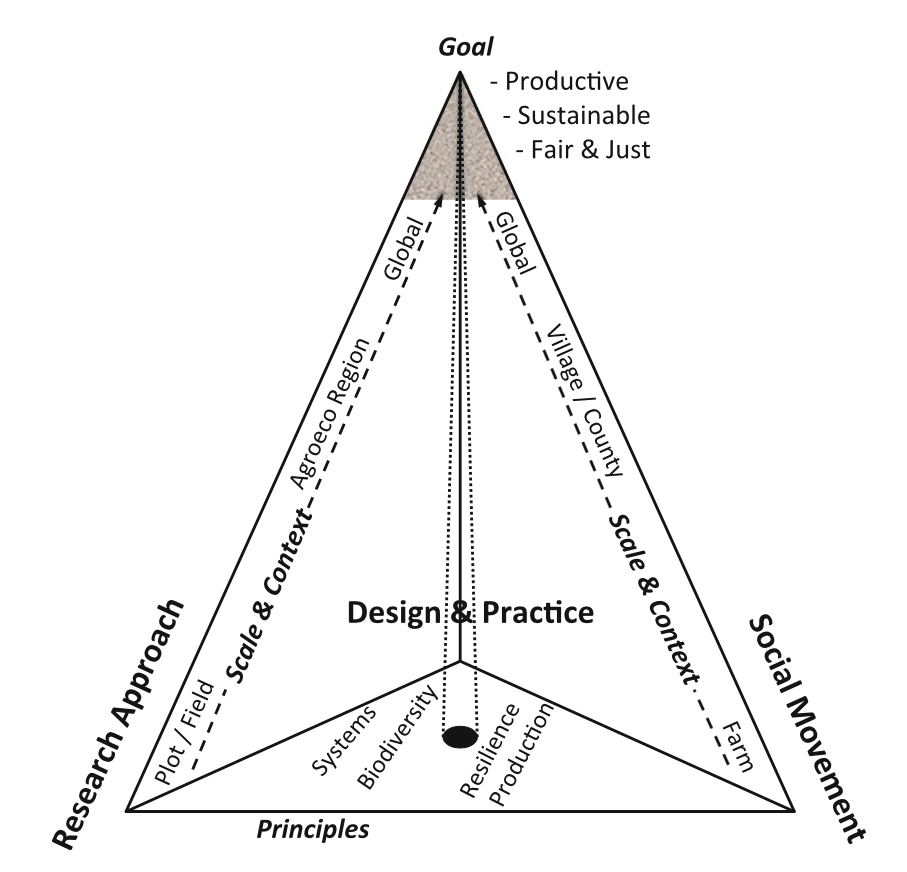 Goal
- Productive
- Sustainable
- Fair & Just
Global
Global
Agroeco Region
Village / County
Scale & Context
Scale & Context
Design & Practice
Research Approach
Social Movement
Plot / Field
Farm
Systems
Biodiversity
Resilience
Production
Principles